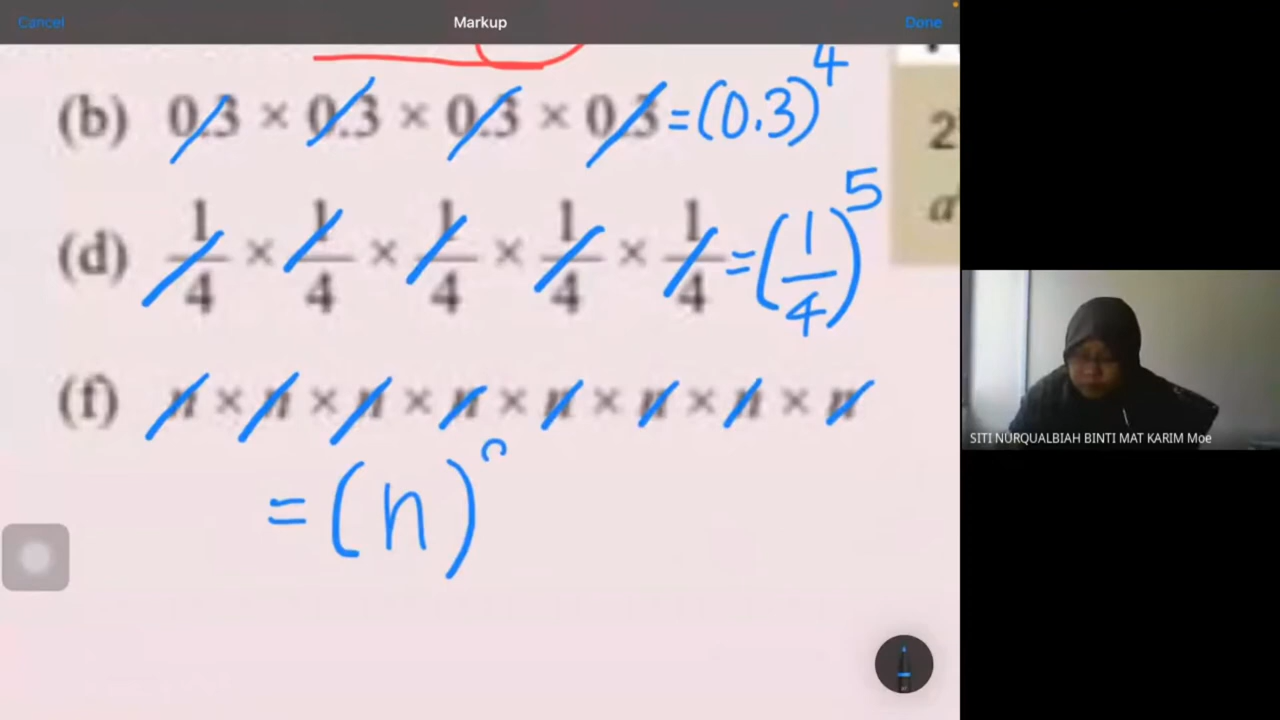 Cancel Markup Done
(b) 0.3 × 0.3 × 0.3 × 0.3 = (0.3)^4
2
(d) 1/4 × 1/4 × 1/4 × 1/4 × 1/4 = (1/4)^5
a
(f) n × n × n × n × n × n × n × n
= (n)
SITI NURQUALBIAH BINTI MAT KARIM Moe